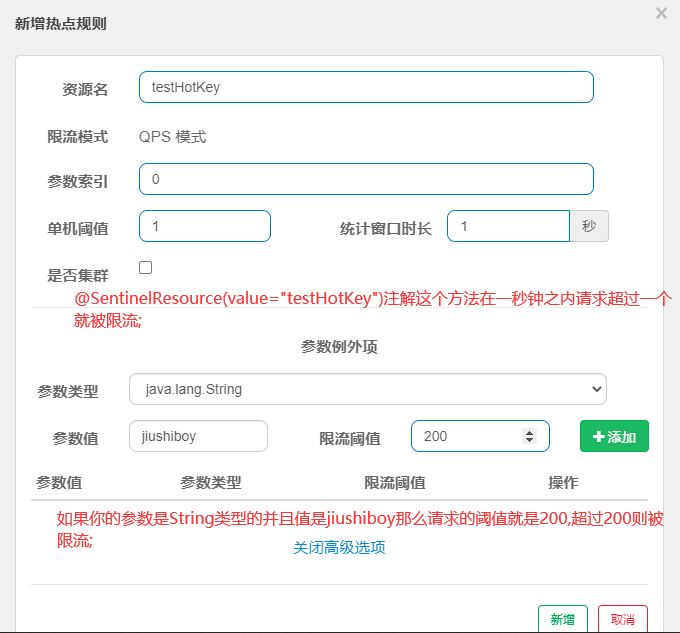 新增热点规则
×
资源名 testHotKey
限流模式 QPS 模式
参数索引 0
单机阈值 1 统计窗口时长 1 秒
是否集群
@SentinelResource(value="testHotKey")注解这个方法在一秒钟之内请求超过一个
就被限流;
参数例外项
参数类型 java.lang.String
参数值 jiushiboy 限流阈值 200 +添加
参数值 参数类型 限流阈值 操作
如果你的参数是String类型的并且值是jiushiboy那么请求的阈值就是200,超过200则被
限流;
关闭高级选项
新增 取消